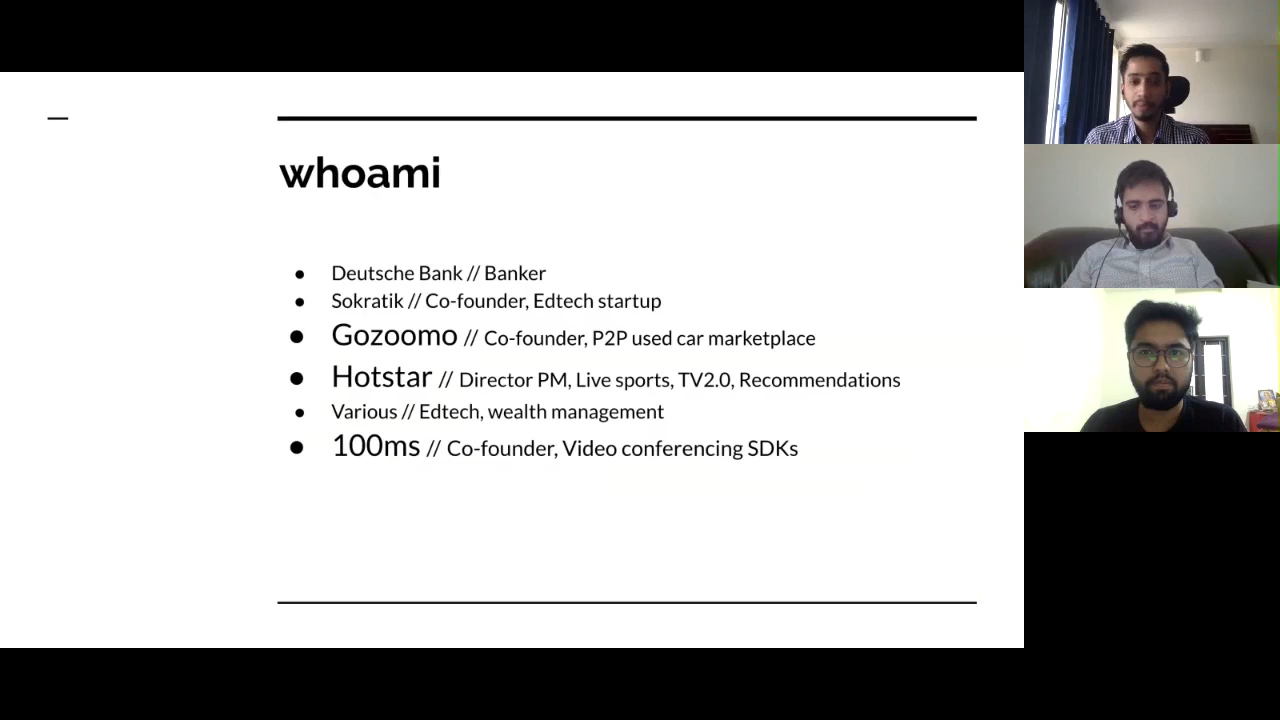 whoami
● Deutsche Bank // Banker
● Sokratik // Co-founder, Edtech startup
● Gozoomo // Co-founder, P2P used car marketplace
● Hotstar // Director PM, Live sports, TV2.0, Recommendations
● Various // Edtech, wealth management
● 100ms // Co-founder, Video conferencing SDKs